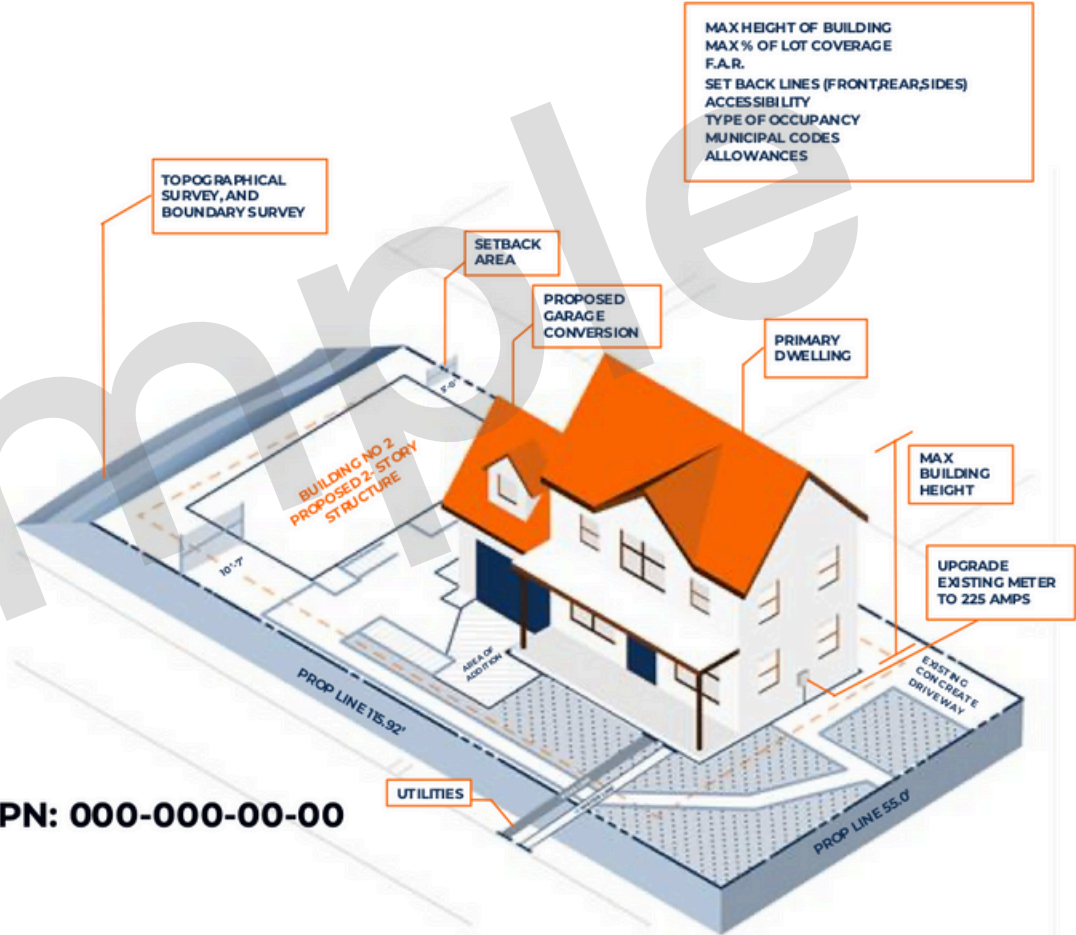 MAX HEIGHT OF BUILDING
MAX % OF LOT COVERAGE
F.A.R.
SET BACK LINES (FRONT,REAR,SIDES)
ACCESSIBILITY
TYPE OF OCCUPANCY
MUNICIPAL CODES
ALLOWANCES
TOPOGRAPHICAL
SURVEY, AND
BOUNDARY SURVEY
SETBACK
AREA
PROPOSED
GARAGE
CONVERSION
PRIMARY
DWELLING
MAX
BUILDING
HEIGHT
UPGRADE
EXISTING METER
TO 225 AMPS
BUILDING NO 2
PROPOSED 2- STORY
STRUCTURE
10'-7"
AREA OF
ADDITION
EXISTING
CONCREATE
DRIVEWAY
PROP LINE 115.92'
UTILITIES
PROP LINE 55.0'
PN: 000-000-00-00
mple